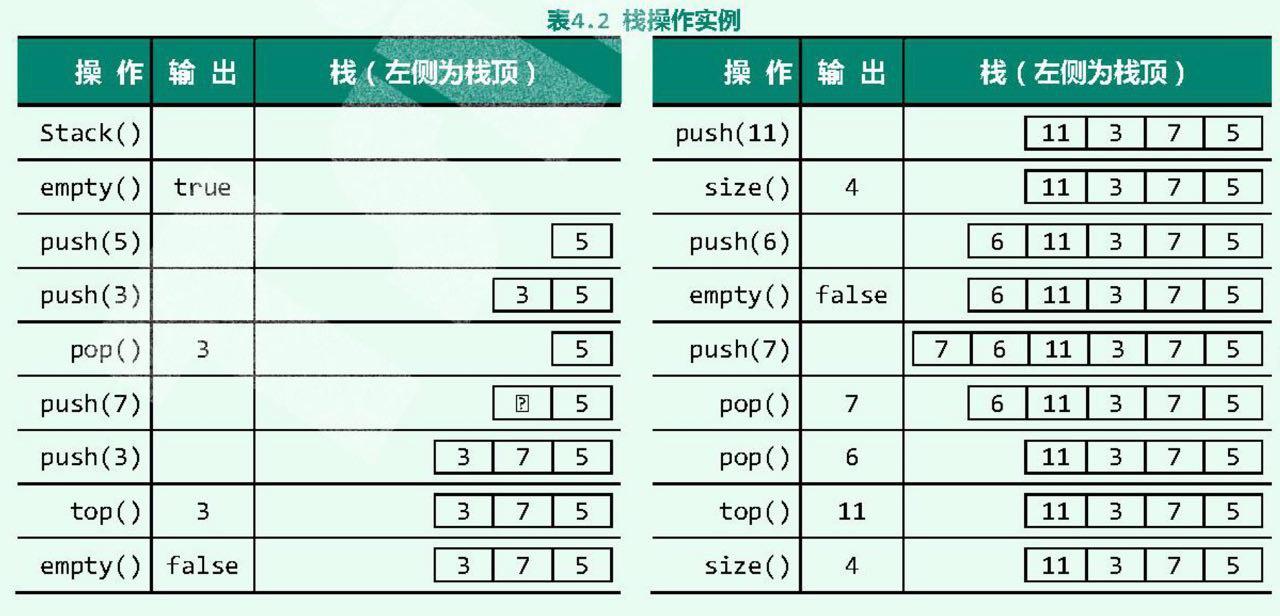 表4.2 栈操作实例
操 作 输 出 栈（左侧为栈顶）
Stack()
empty() true
push(5) 5
push(3) 3 5
pop() 3 5
push(7) 5
push(3) 3 7 5
top() 3 3 7 5
empty() false 3 7 5
操 作 输 出 栈（左侧为栈顶）
push(11) 11 3 7 5
size() 4 11 3 7 5
push(6) 6 11 3 7 5
empty() false 6 11 3 7 5
push(7) 7 6 11 3 7 5
pop() 7 6 11 3 7 5
pop() 6 11 3 7 5
top() 11 11 3 7 5
size() 4 11 3 7 5